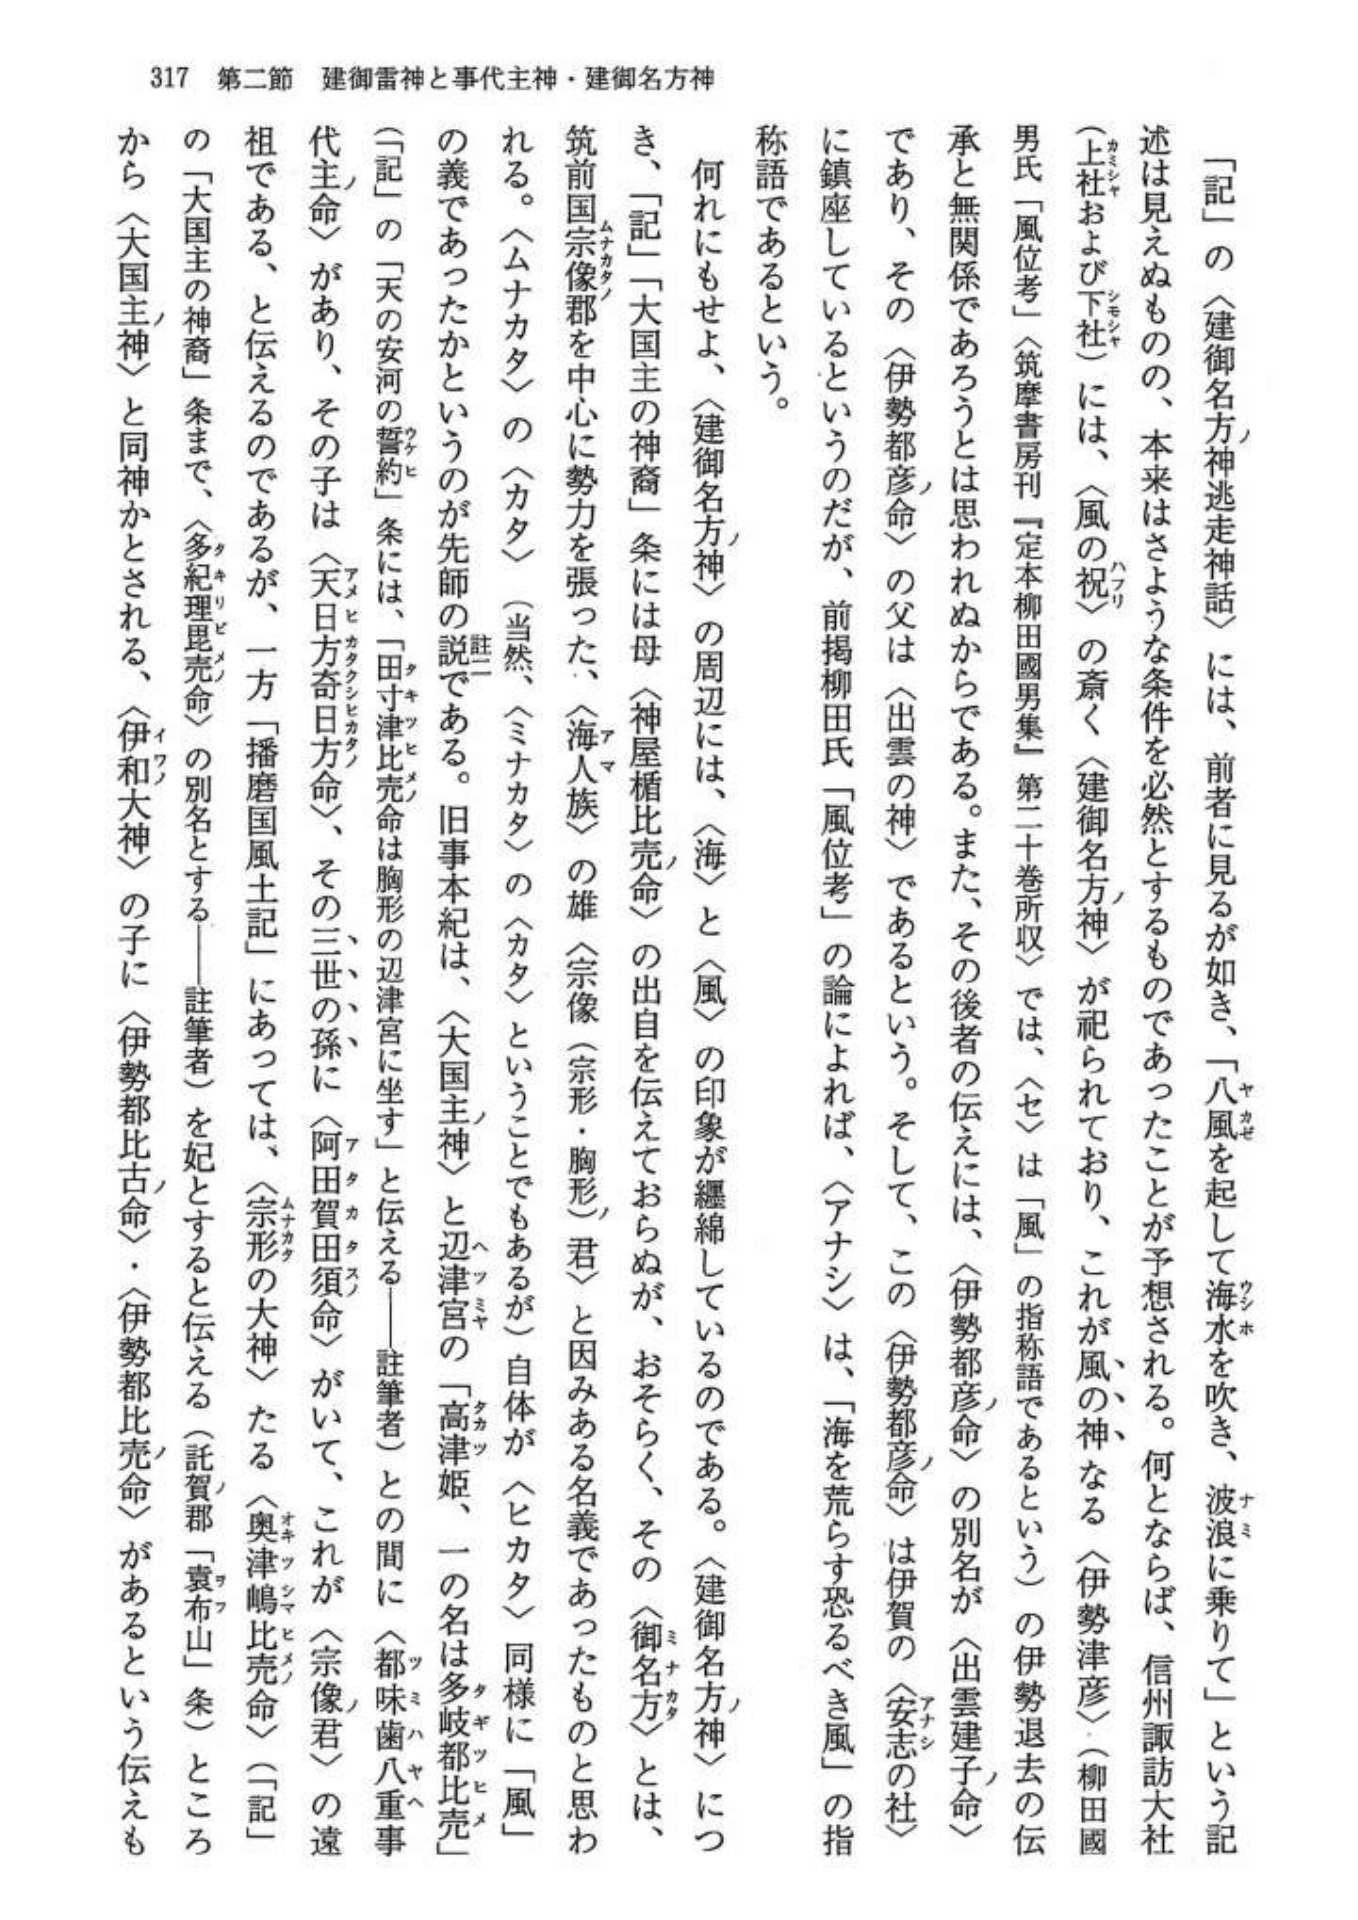 317 第二節 建御雷神と事代主神・建御名方神
「記」の〈建御名方ノ神逃走神話〉には、前者に見るが如き、「八風を起して海水を吹き、波浪に乗りて」という記
述は見えぬものの、本来はさような条件を必然とするものであったことが予想される。何とならば、信州諏訪大社
（上社および下社）には、〈風の祝〉の斎く〈建御名方ノ神〉が祀られており、これが風の神なる〈伊勢津彦〉（柳田國
男氏「風位考」〈筑摩書房刊『定本柳田國男集』第二十巻所収〉では、〈セ〉は「風」の指称語であるという）の伊勢退去の伝
承と無関係であろうとは思われぬからである。また、その後者の伝えには、〈伊勢都彦ノ命〉の別名が〈出雲建子ノ命〉
であり、その〈伊勢都彦ノ命〉の父は〈出雲の神〉であるという。そして、この〈伊勢都彦ノ命〉は伊賀の〈安志の社〉
に鎮座しているというのだが、前掲柳田氏「風位考」の論によれば、〈アナシ〉は、「海を荒らす恐るべき風」の指
称語であるという。
何れにもせよ、〈建御名方ノ神〉の周辺には、〈海〉と〈風〉の印象が纒綿しているのである。〈建御名方ノ神〉につ
き、「記」「大国主の神裔」条には母〈神屋楯比売ノ命〉の出自を伝えておらぬが、おそらく、その〈御名方〉とは、
筑前国宗像郡を中心に勢力を張った、〈海人族〉の雄〈宗像（宗形・胸形）ノ君〉と因みある名義であったものと思わ
れる。〈ムナカタ〉の〈カタ〉（当然、〈ミナカタ〉の〈カタ〉ということでもあるが）自体が〈ヒカタ〉同様に「風」
の義であったかというのが先師の説註二である。旧事本紀は、〈大国主ノ神〉と辺津宮の「高津姫、一の名は多岐都比売」
（「記」の「天の安河の誓約」条には、「田寸津比売命は胸形の辺津宮に坐す」と伝える――註筆者）との間に〈都味歯八重事
代主ノ命〉があり、その子は〈天日方奇日方命〉、その三世の孫に〈阿田賀田須命〉がいて、これが〈宗像ノ君〉の遠
祖である、と伝えるのであるが、一方「播磨国風土記」にあっては、〈宗形の大神〉たる〈奥津嶋比売命〉（「記」
の「大国主の神裔」条まで、〈多紀理毘売命〉の別名とする――註筆者）を妃とすると伝える（託賀ノ郡「袁布山」条）ところ
から〈大国主ノ神〉と同神かとされる、〈伊和大神〉の子に〈伊勢都比古ノ命〉・〈伊勢都比売ノ命〉があるという伝えも